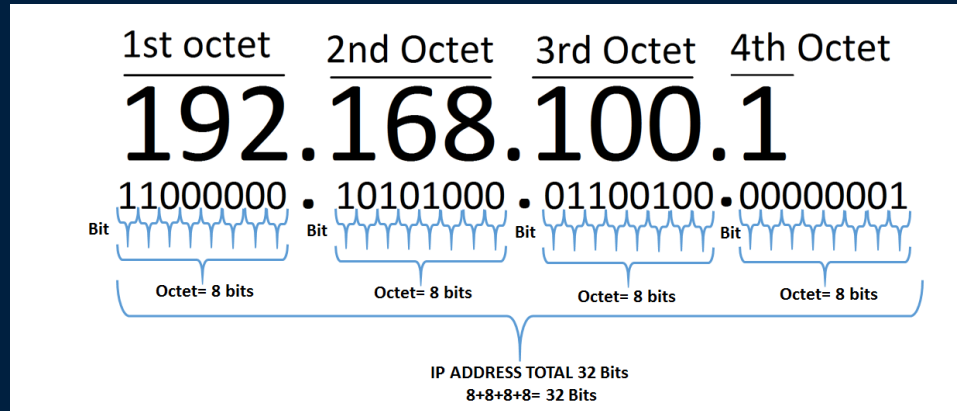 1st octet 2nd Octet 3rd Octet 4th Octet
192.168.100.1
11000000 . 10101000 . 01100100 . 00000001
Bit Bit Bit Bit
Octet= 8 bits Octet= 8 bits Octet= 8 bits Octet= 8 bits
IP ADDRESS TOTAL 32 Bits
8+8+8+8= 32 Bits